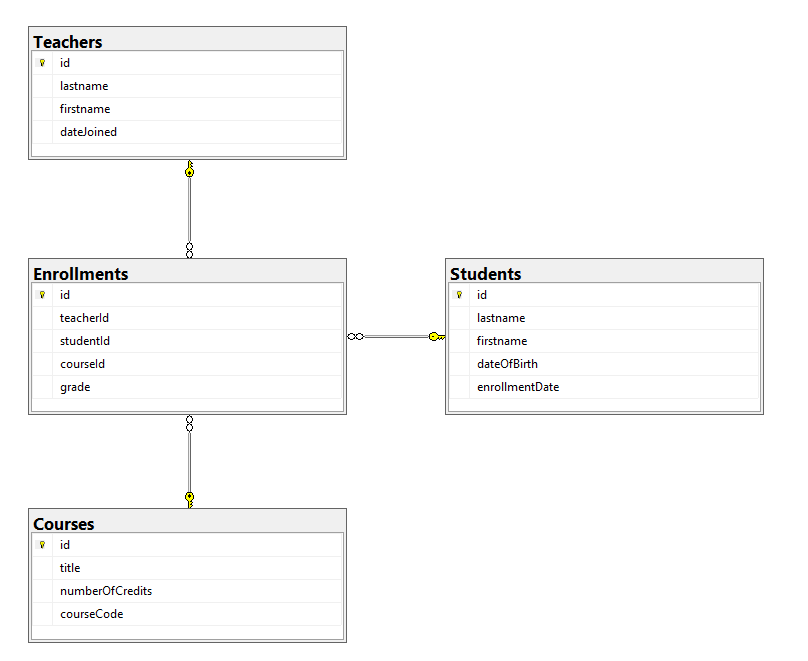 Teachers
id
lastname
firstname
dateJoined
Enrollments
id
teacherId
studentId
courseId
grade
Students
id
lastname
firstname
dateOfBirth
enrollmentDate
Courses
id
title
numberOfCredits
courseCode